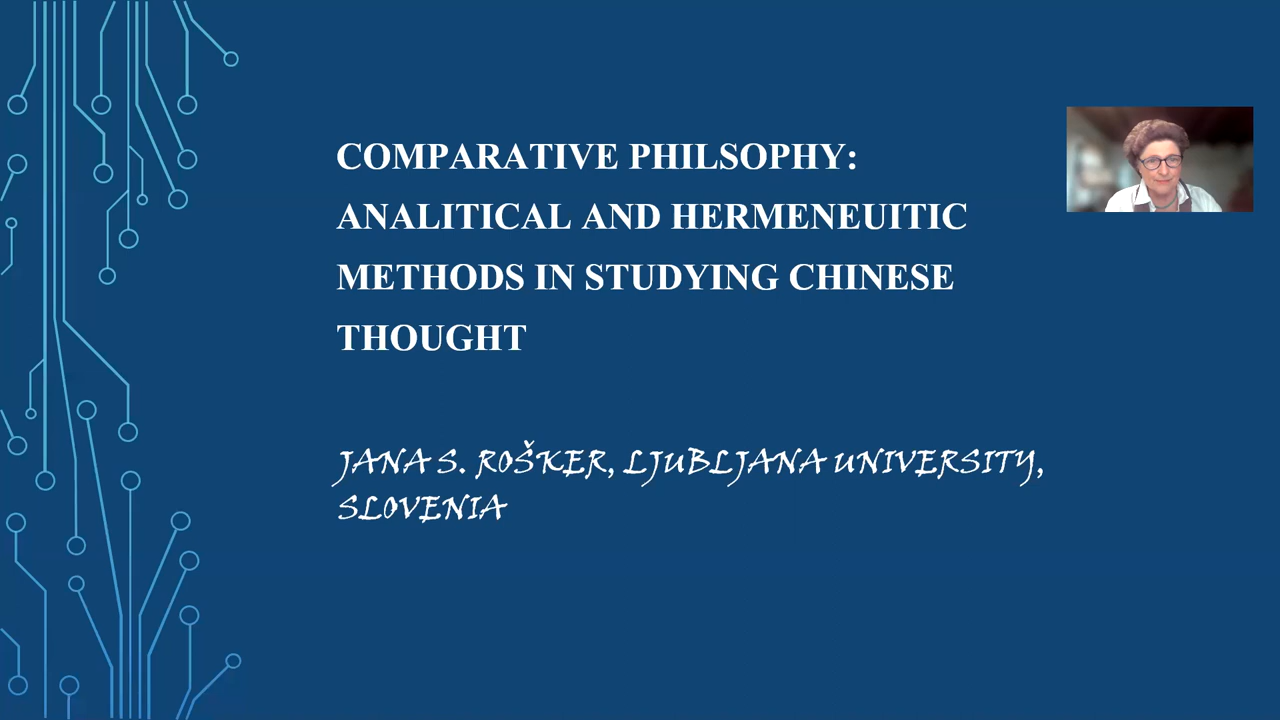 COMPARATIVE PHILSOPHY:
ANALITICAL AND HERMENEUITIC
METHODS IN STUDYING CHINESE
THOUGHT
JANA S. ROŠKER, LJUBLJANA UNIVERSITY,
SLOVENIA